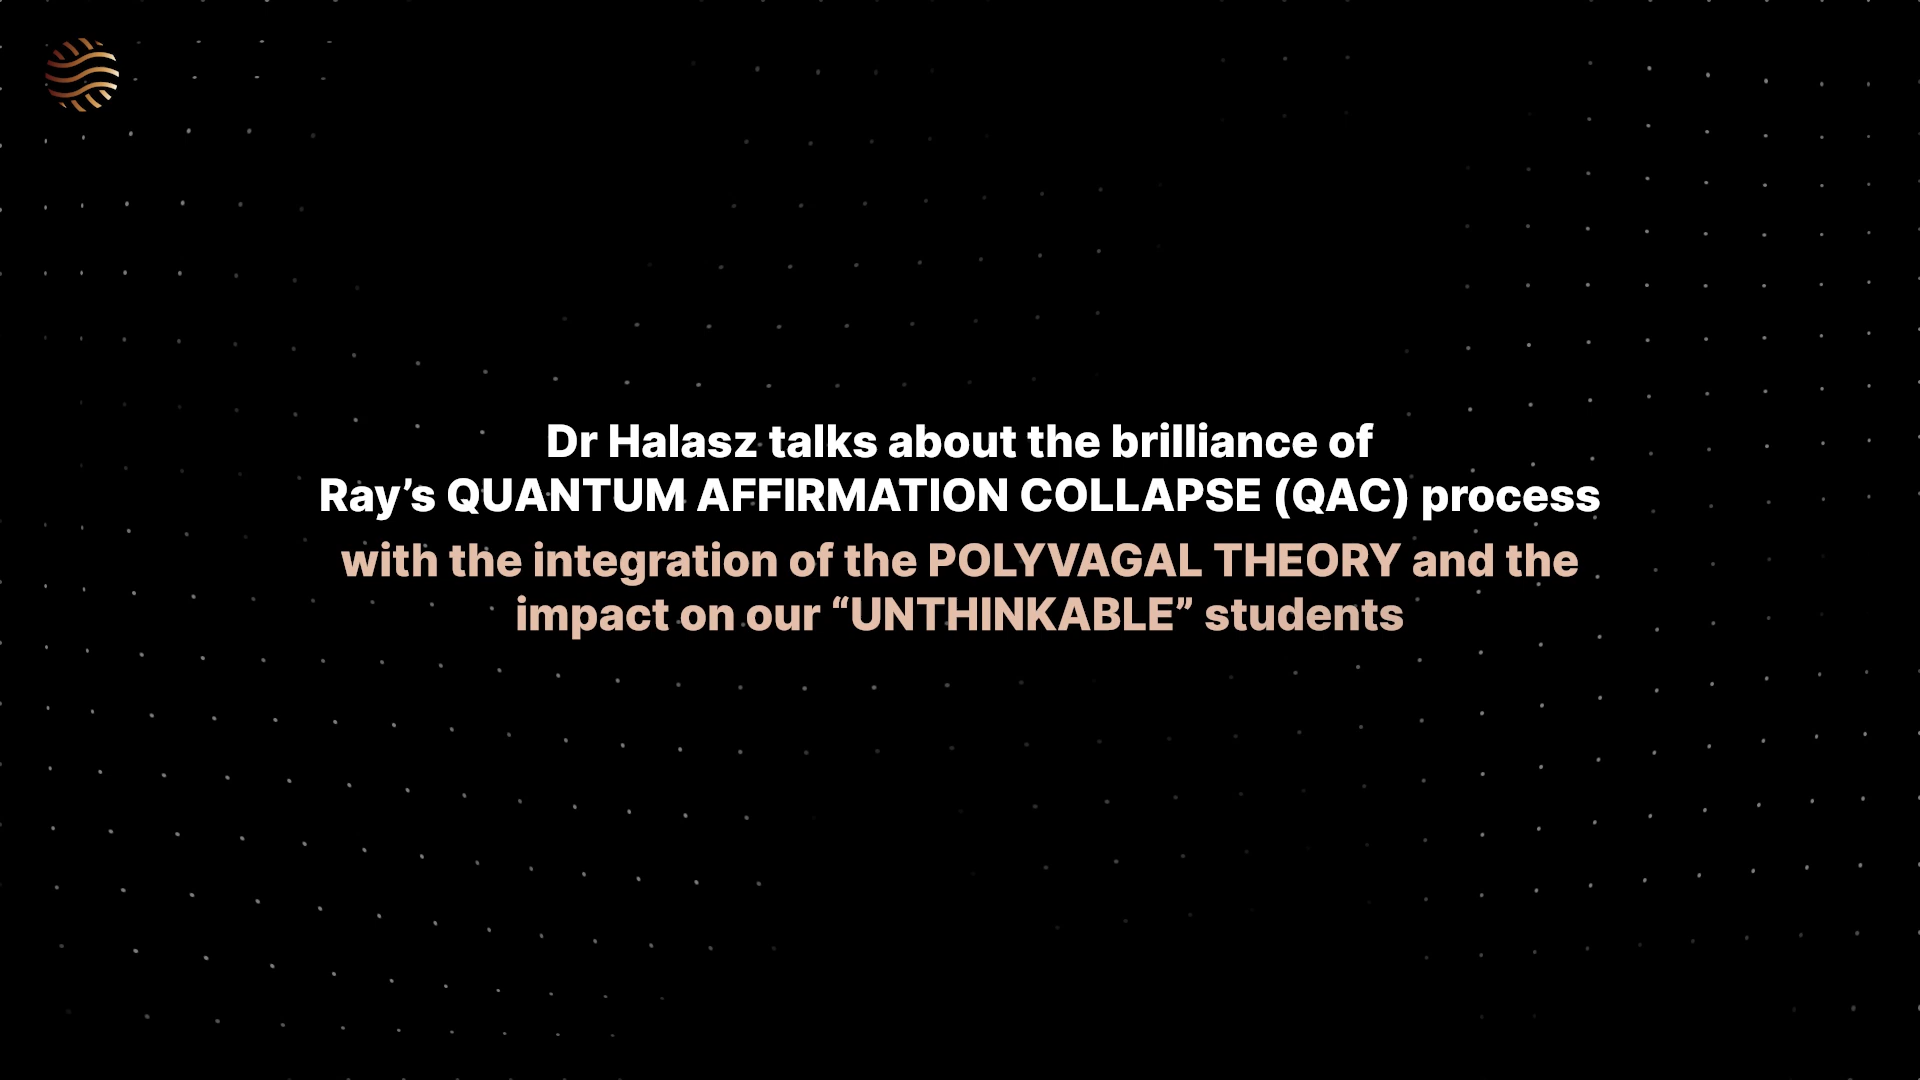 Dr Halasz talks about the brilliance of
Ray’s QUANTUM AFFIRMATION COLLAPSE (QAC) process
with the integration of the POLYVAGAL THEORY and the
impact on our “UNTHINKABLE” students